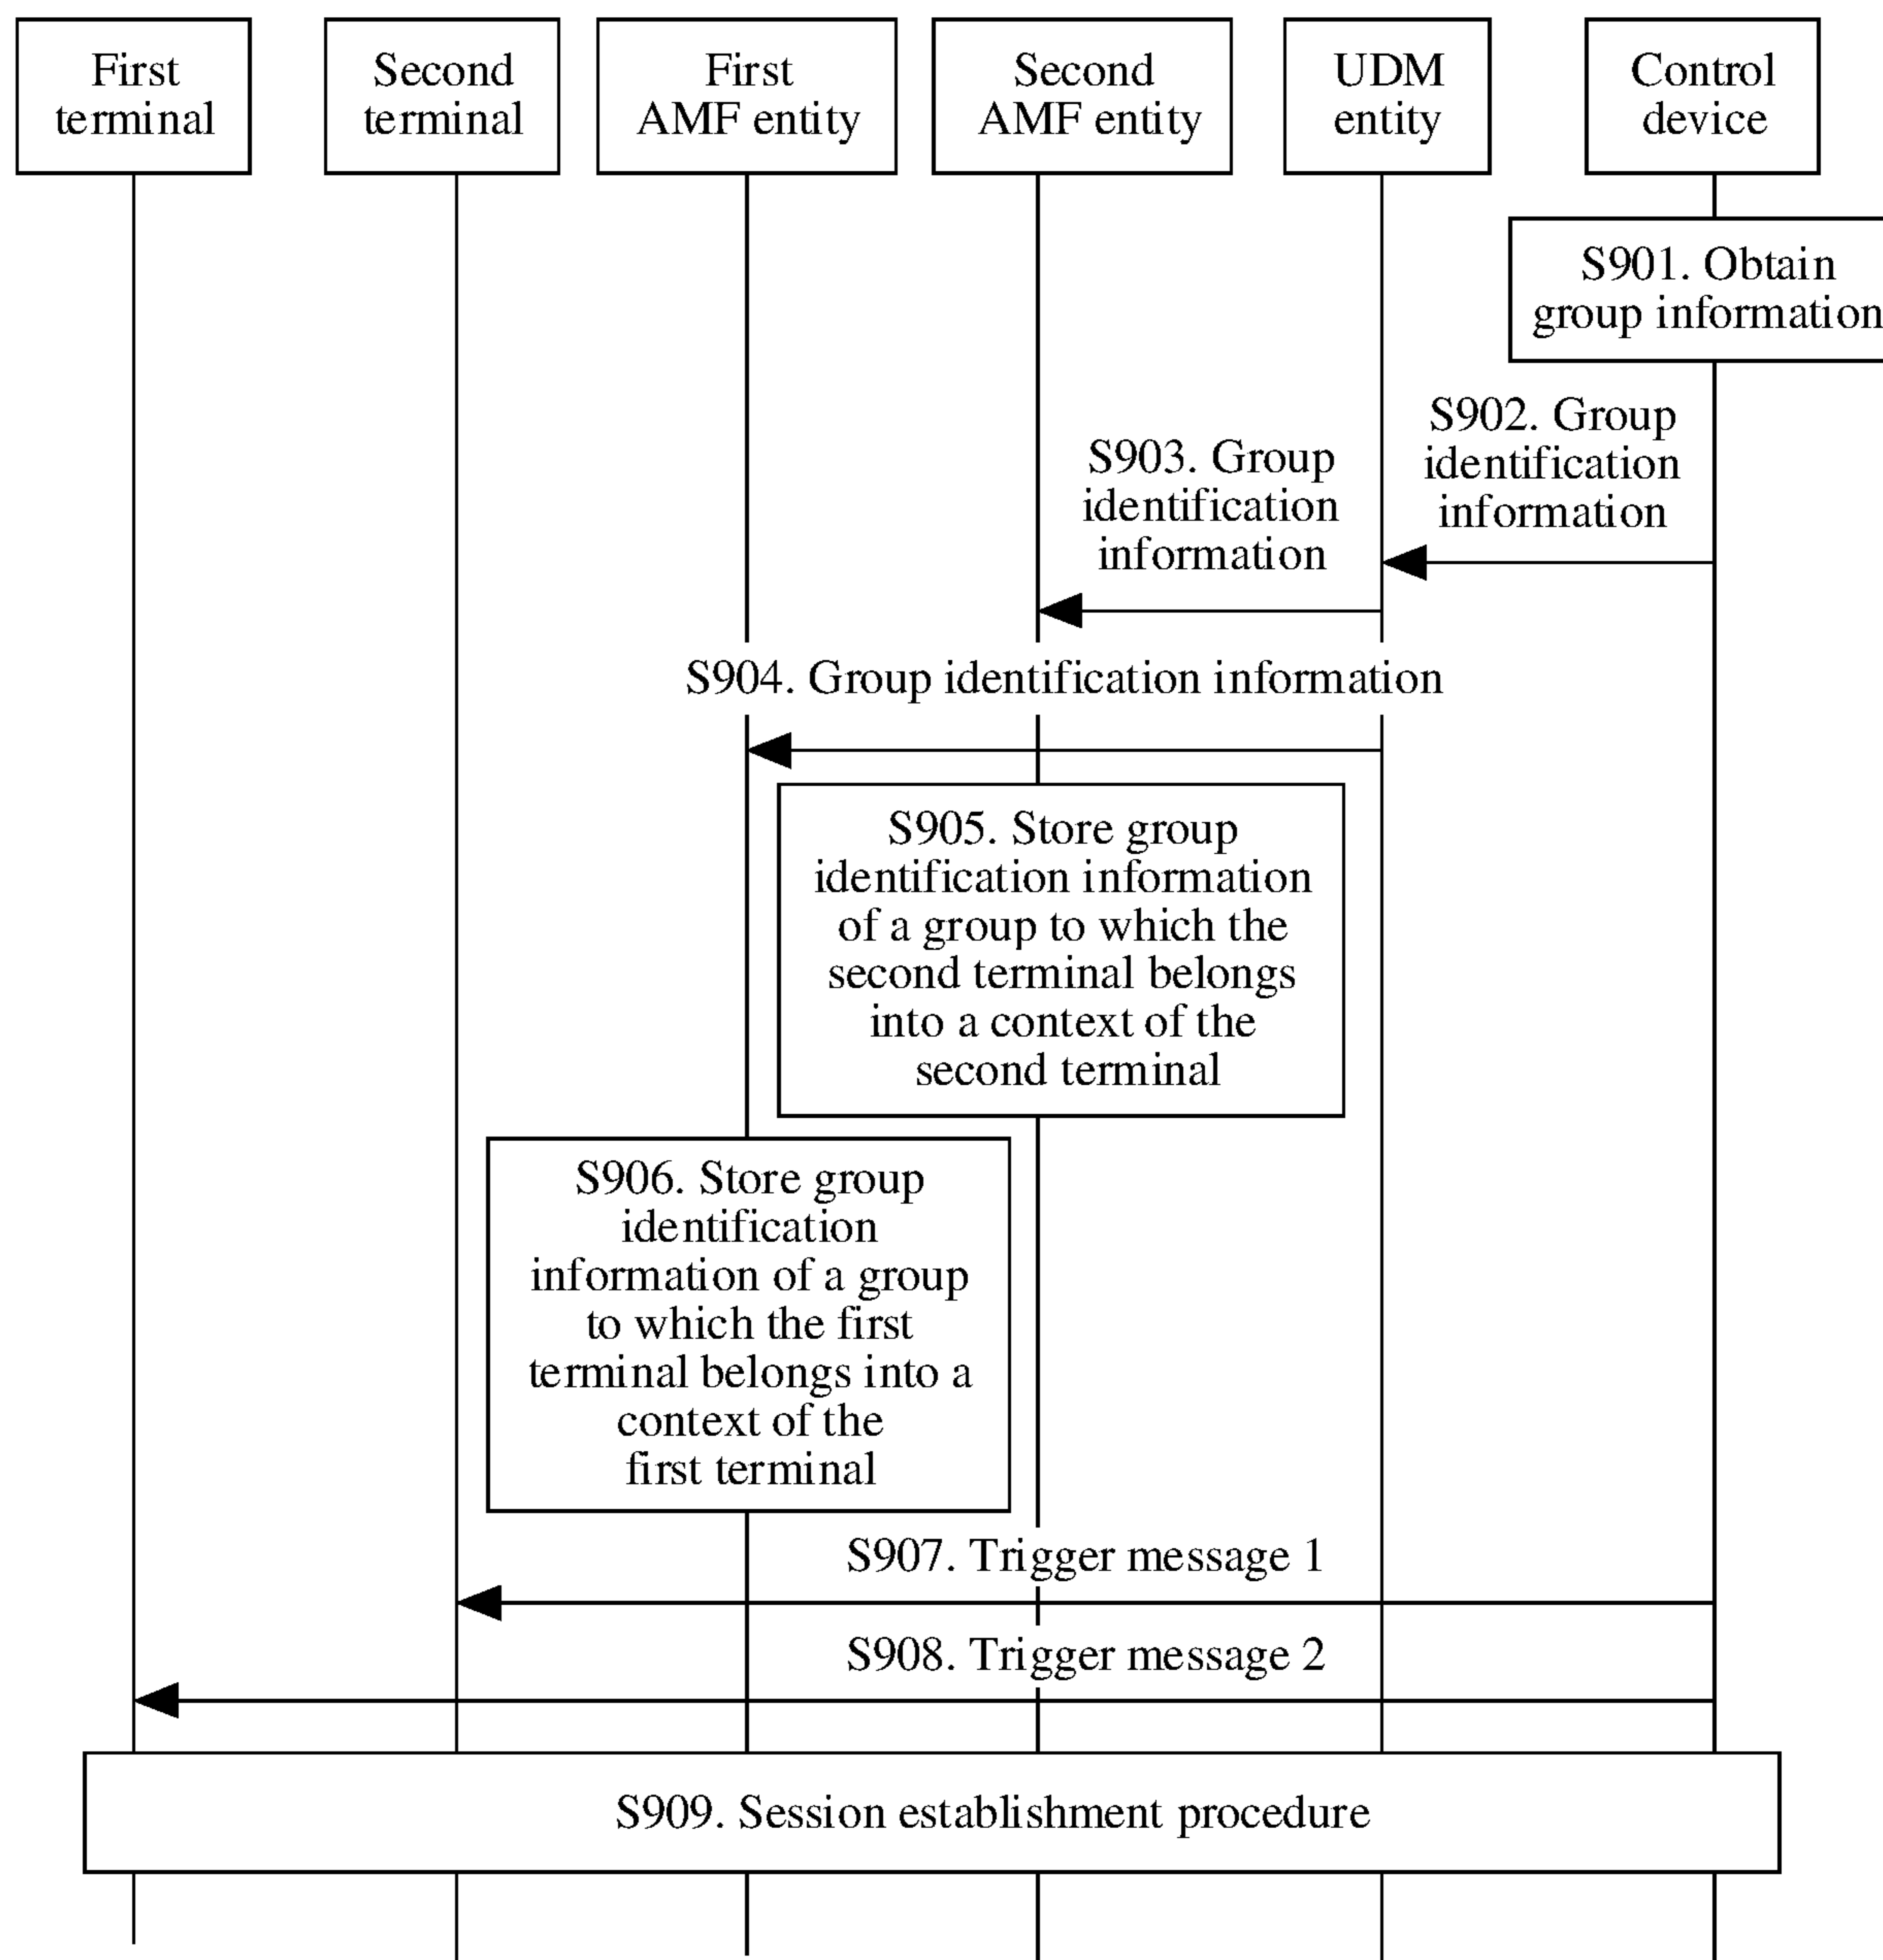 First
terminal
Second
terminal
First
AMF entity
Second
AMF entity
UDM
entity
Control
device
S901. Obtain
group information
S902. Group
identification
information
S903. Group
identification
information
S904. Group identification information
S905. Store group
identification information
of a group to which the
second terminal belongs
into a context of the
second terminal
S906. Store group
identification
information of a group
to which the first
terminal belongs into a
context of the
first terminal
S907. Trigger message 1
S908. Trigger message 2
S909. Session establishment procedure